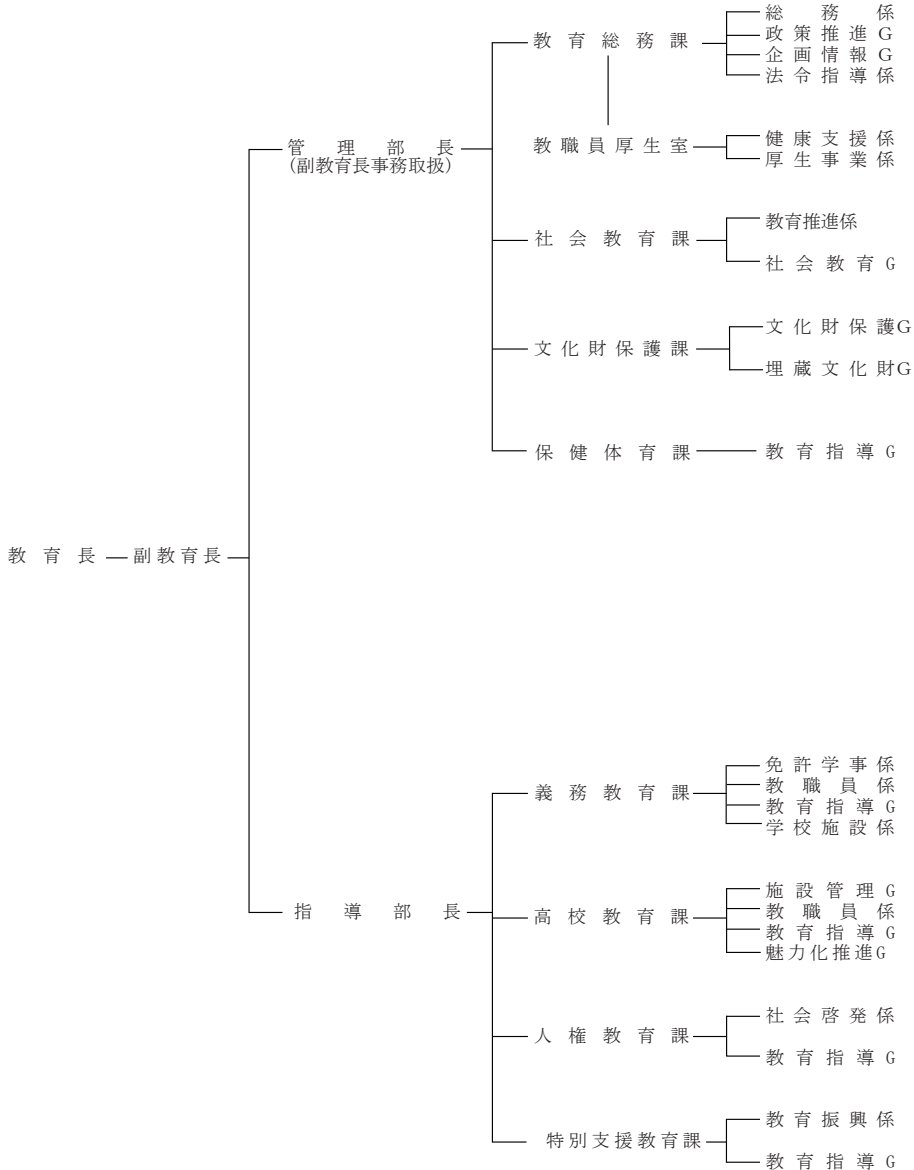 総務係
教育総務課
政策推進G
企画情報G
法令指導係
管理部長
(副教育長事務取扱)
教職員厚生室
健康支援係
厚生事業係
社会教育課
教育推進係
社会教育G
文化財保護課
文化財保護G
埋蔵文化財G
保健体育課
教育指導G
教育長
副教育長
義務教育課
免許学事係
教職員係
教育指導G
学校施設係
指導部長
高校教育課
施設管理G
教職員係
教育指導G
魅力化推進G
人権教育課
社会啓発係
教育指導G
特別支援教育課
教育振興係
教育指導G